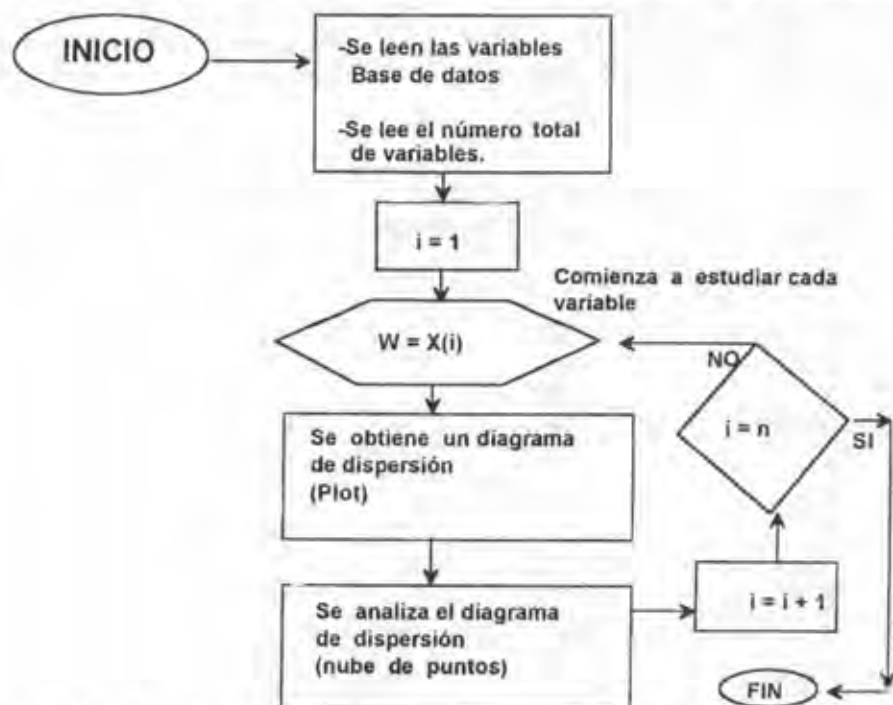 INICIO
-Se leen las variables
Base de datos
-Se lee el número total
de variables.
i = 1
Comienza a estudiar cada
variable
W = X(i)
NO
i = n
SI
Se obtiene un diagrama
de dispersión
(Plot)
i = i + 1
Se analiza el diagrama
de dispersión
(nube de puntos)
FIN